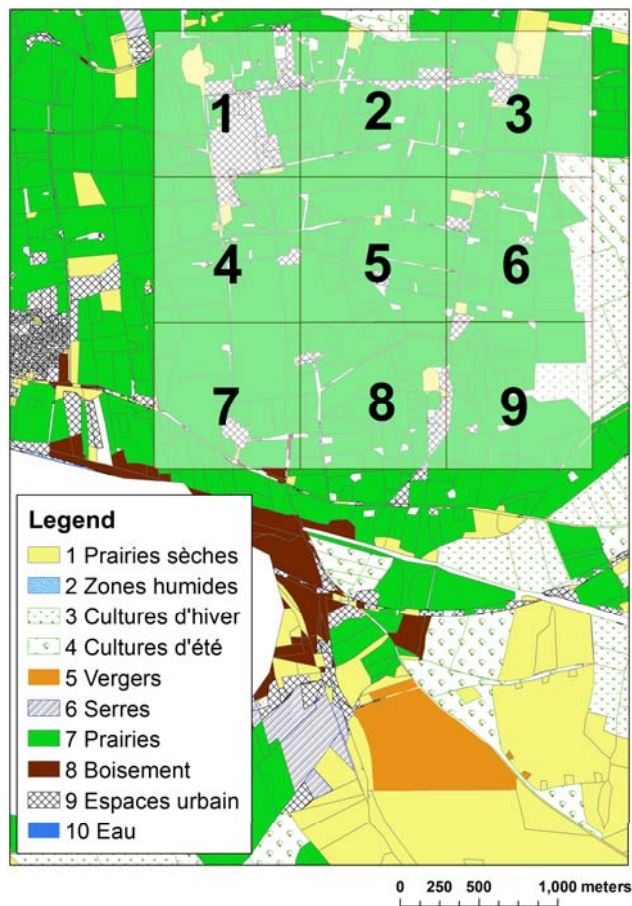 1 2 3
4 5 6
7 8 9
Legend
1 Prairies sèches
2 Zones humides
3 Cultures d'hiver
4 Cultures d'été
5 Vergers
6 Serres
7 Prairies
8 Boisement
9 Espaces urbain
10 Eau
0 250 500 1,000 meters